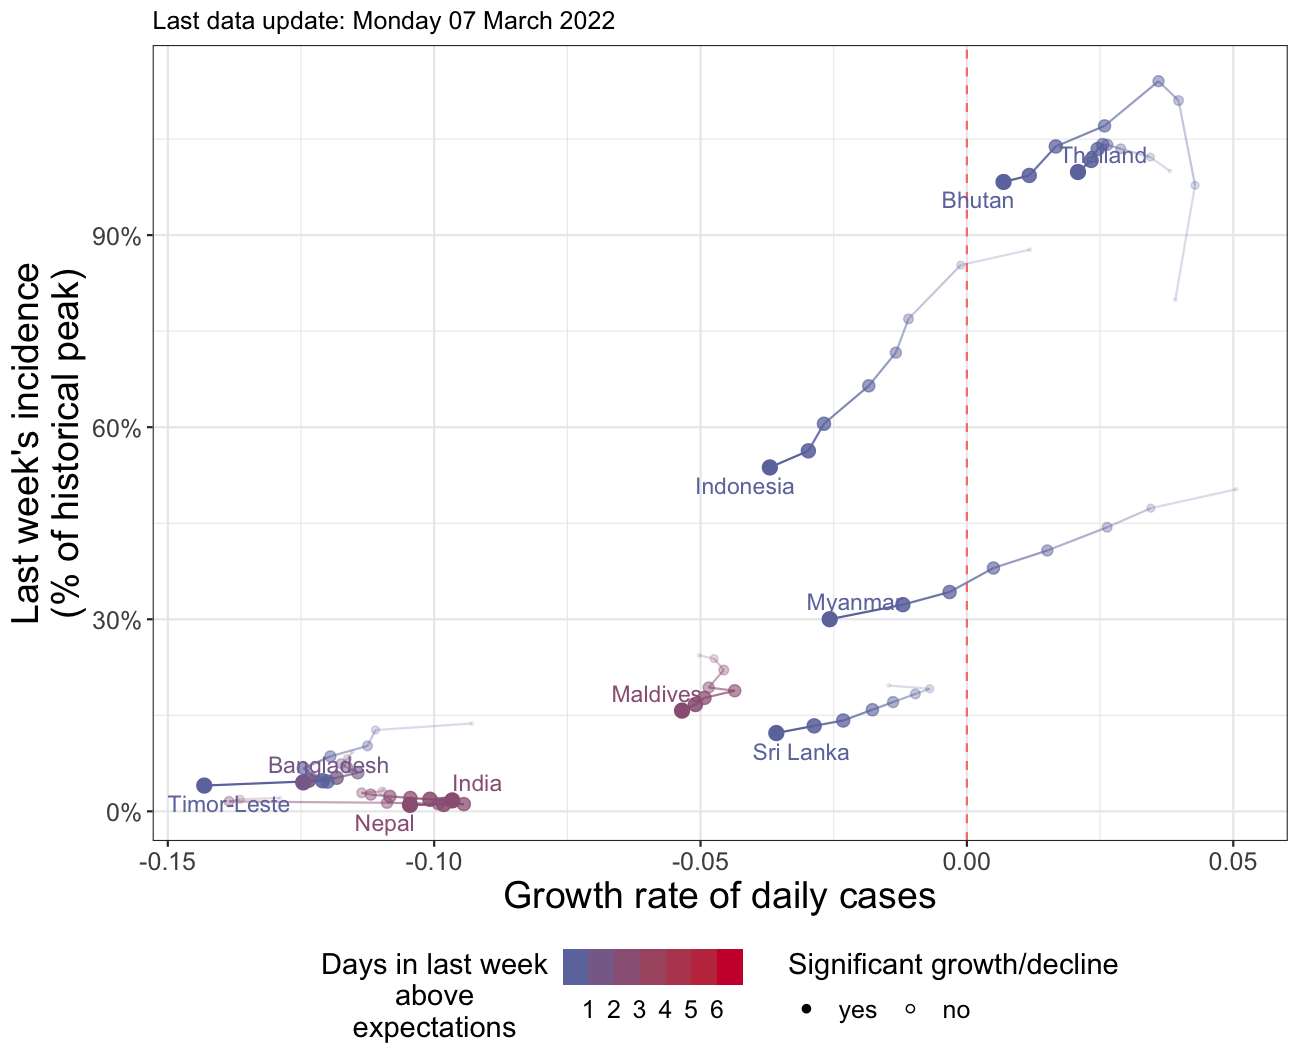 Last data update: Monday 07 March 2022
Last week's incidence
(% of historical peak)
90%
60%
30%
0%
Thailand
Bhutan
Indonesia
Myanmar
Maldives
Sri Lanka
Bangladesh
India
Timor-Leste
Nepal
-0.15
-0.10
-0.05
0.00
0.05
Growth rate of daily cases
Days in last week
above
expectations
1 2 3 4 5 6
Significant growth/decline
yes
no